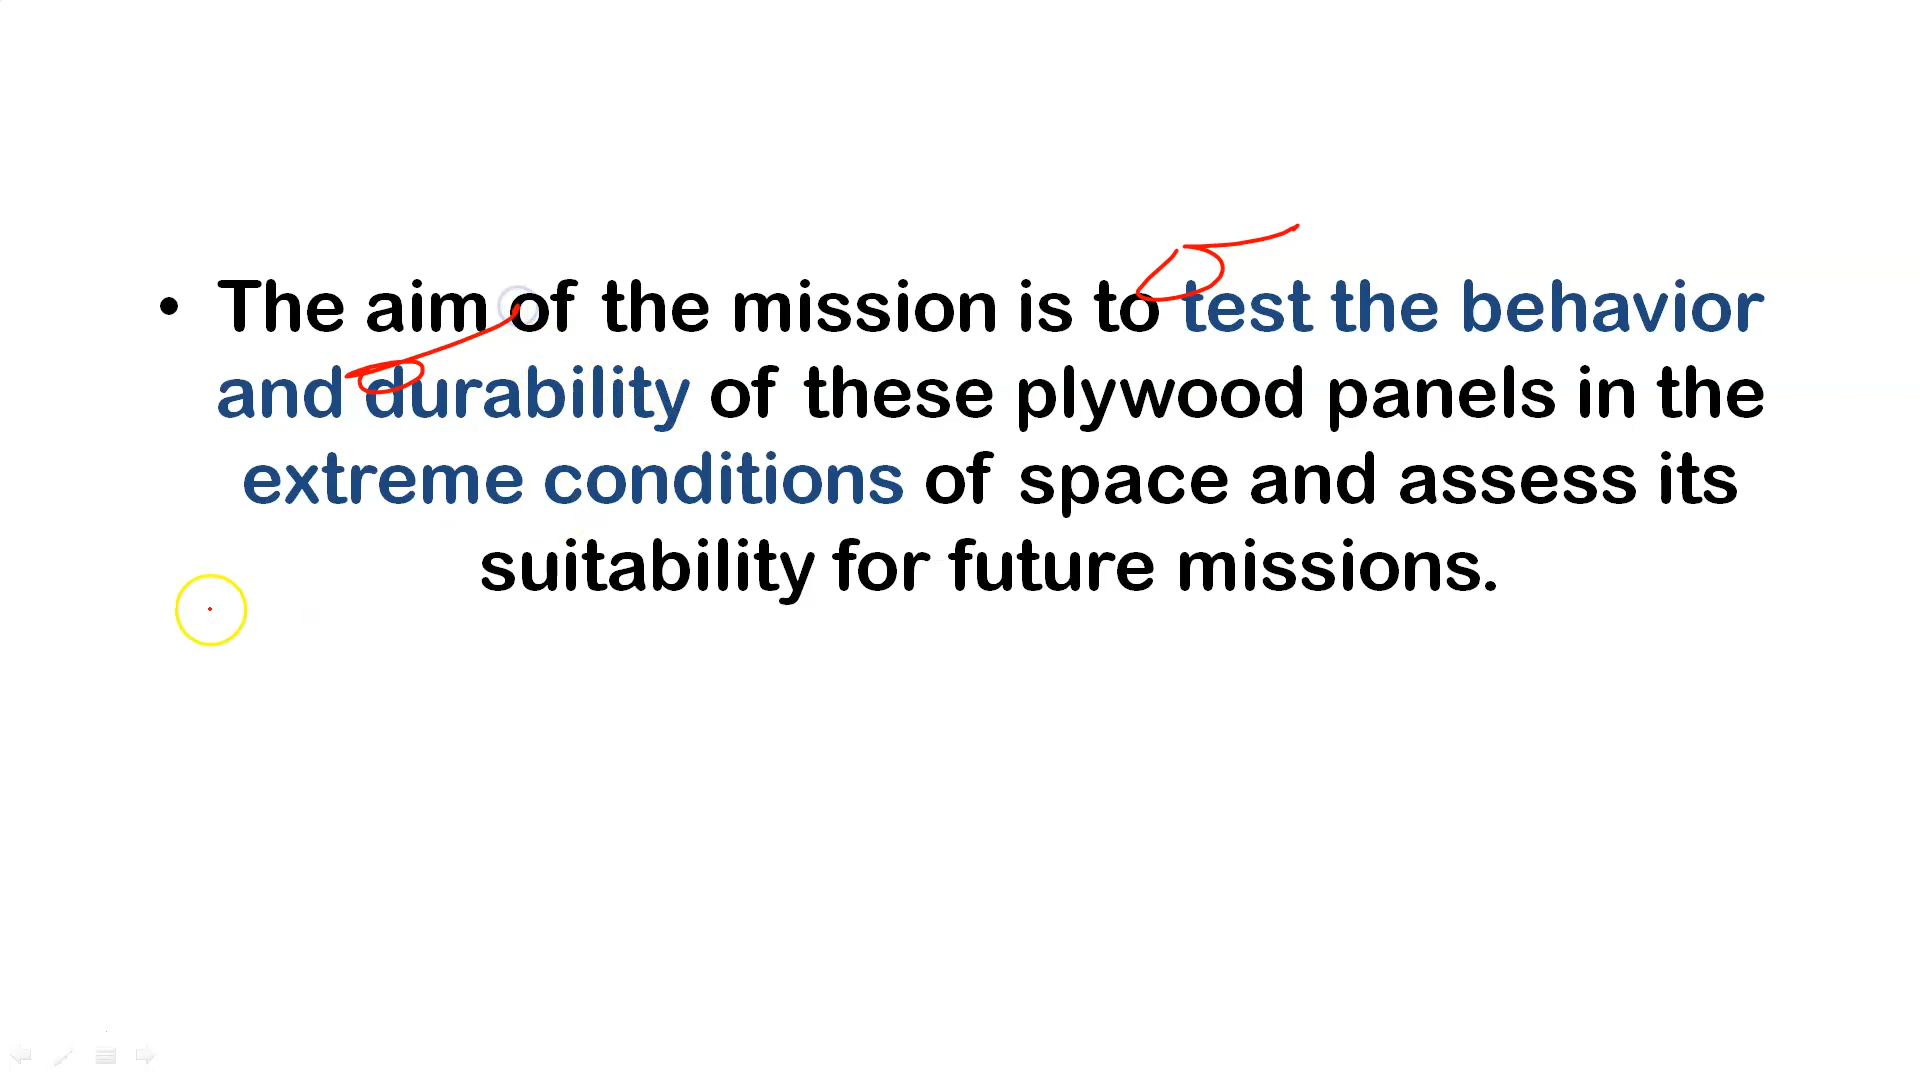 • The aim of the mission is to test the behavior
and durability of these plywood panels in the
extreme conditions of space and assess its
suitability for future missions.